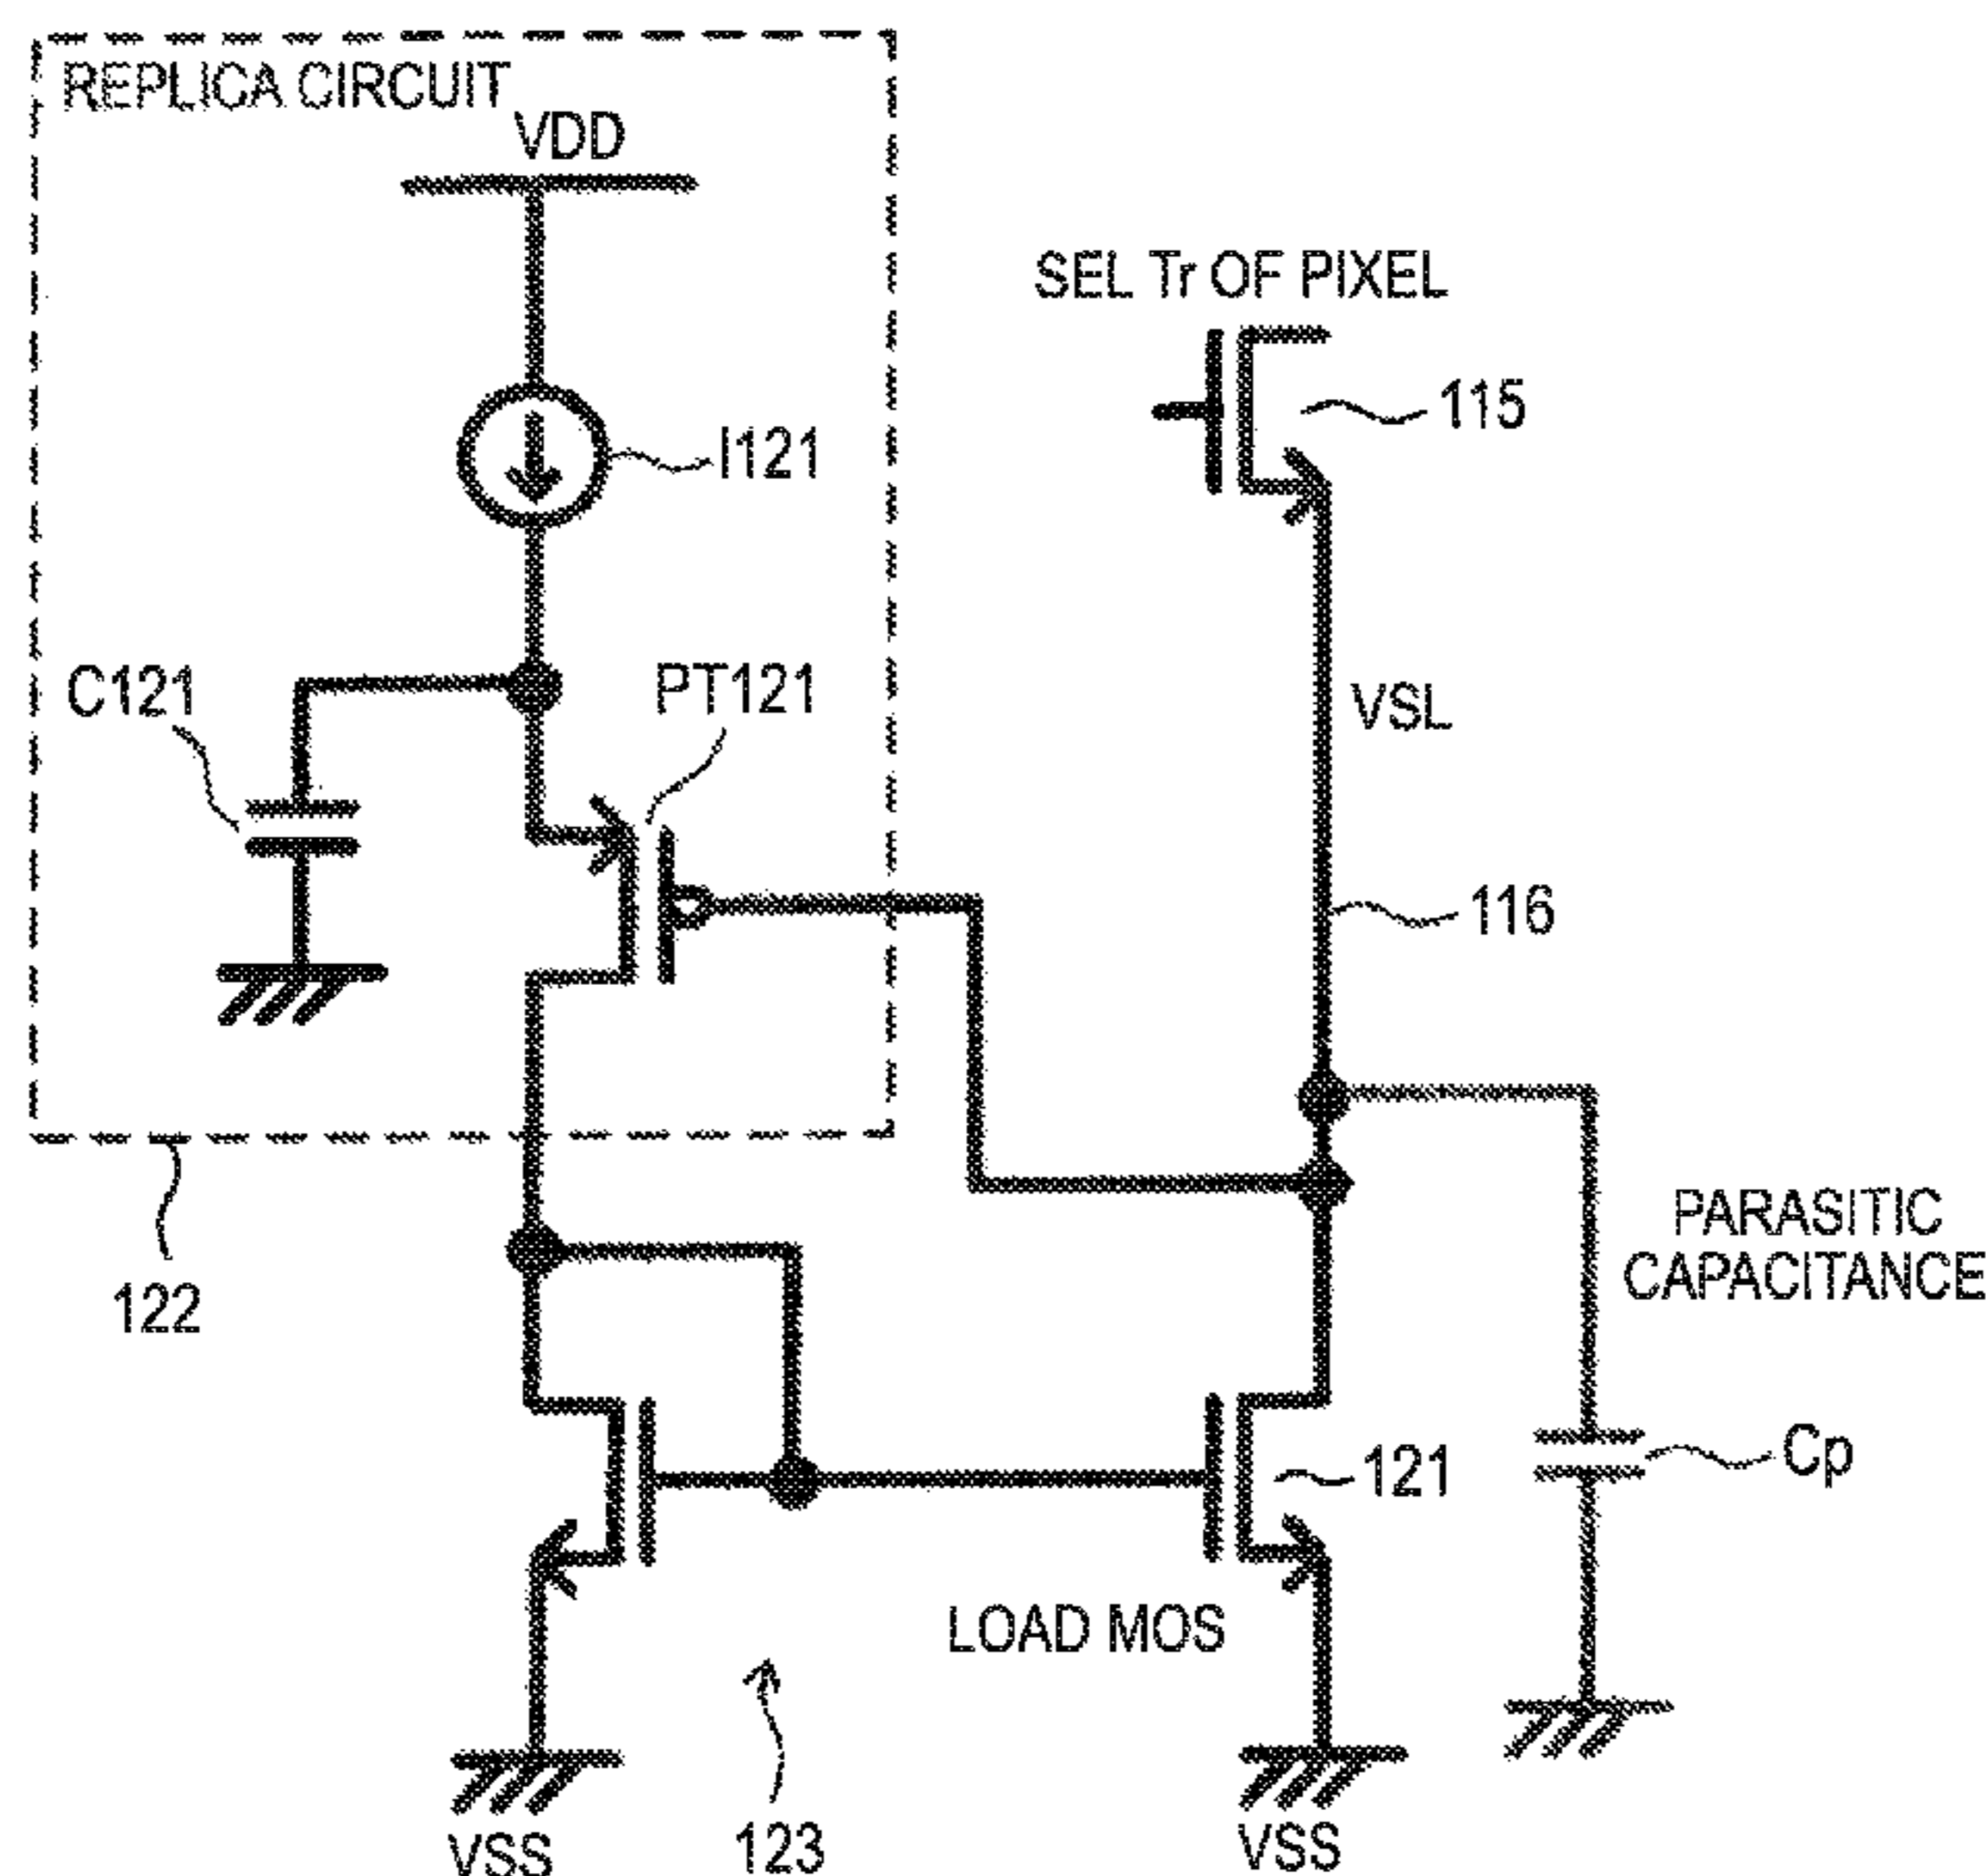 REPLICA CIRCUIT
VDD
SEL Tr OF PIXEL
115
I121
C121
PT121
VSL
116
PARASITIC
CAPACITANCE
122
121
Cp
LOAD MOS
VSS
123
VSS